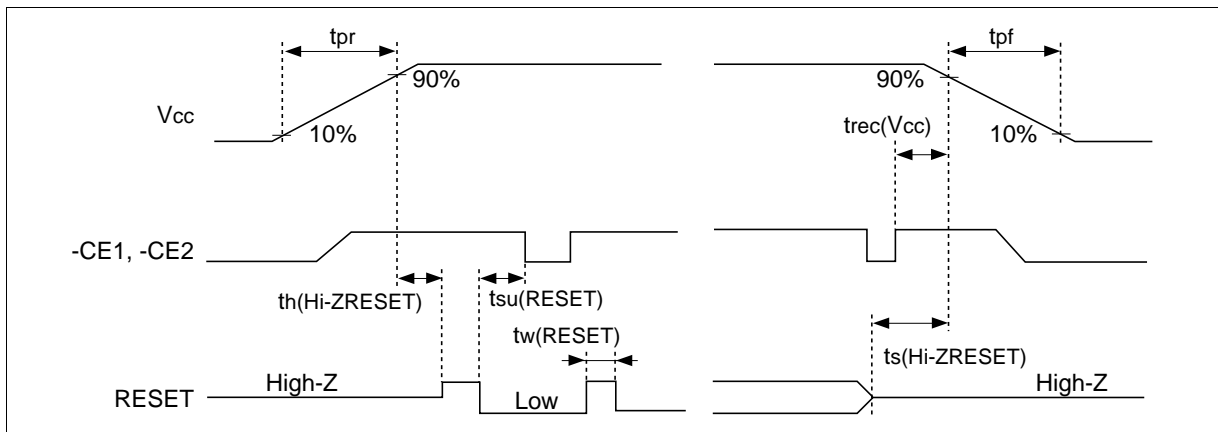 tpr
tpf
90%
90%
Vcc
10%
trec(Vcc)
10%
-CE1, -CE2
th(Hi-ZRESET)
tsu(RESET)
tw(RESET)
ts(Hi-ZRESET)
High-Z
High-Z
RESET
Low